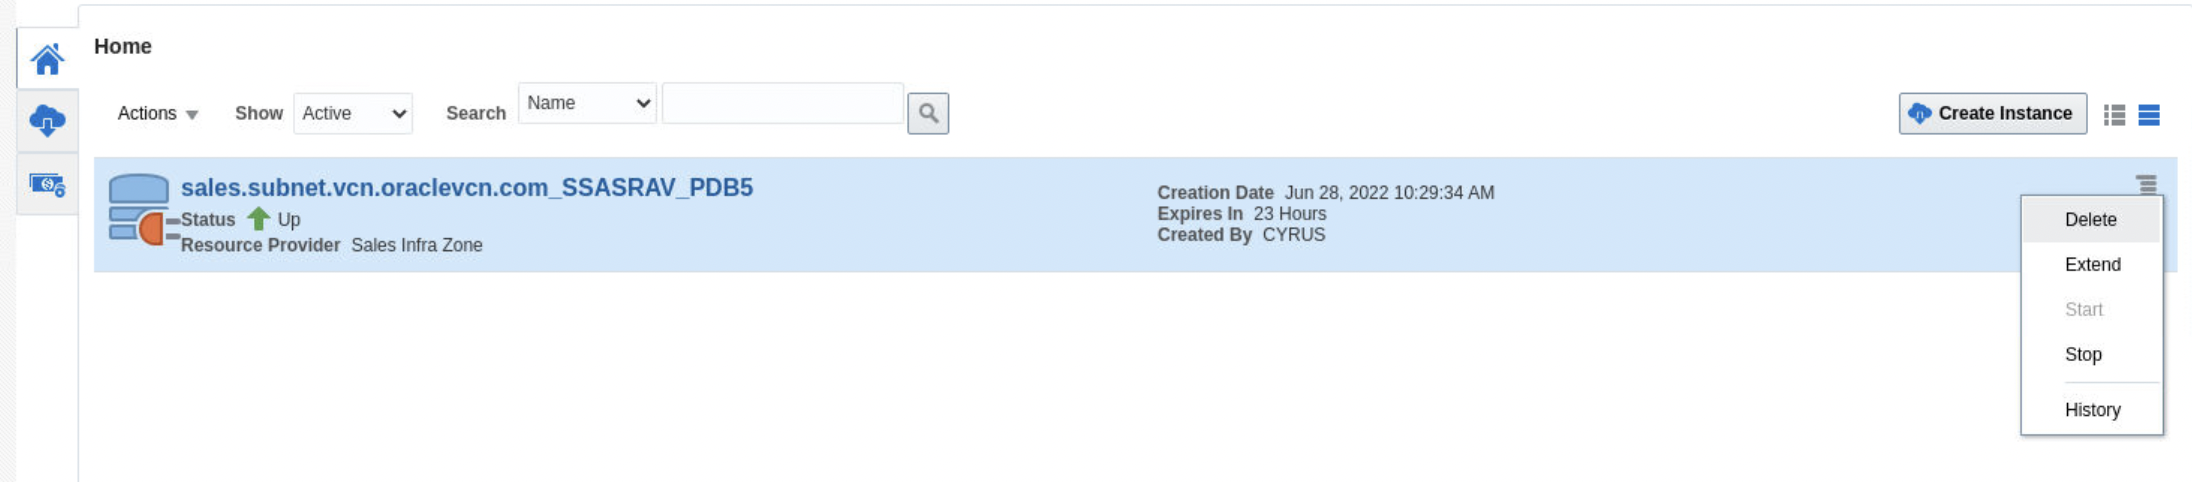 Home
Actions Show Active Search Name Create Instance
sales.subnet.vcn.oraclevcn.com_SSASRAV_PDB5
Status Up
Resource Provider Sales Infra Zone
Creation Date Jun 28, 2022 10:29:34 AM
Expires In 23 Hours
Created By CYRUS
Delete
Extend
Start
Stop
History